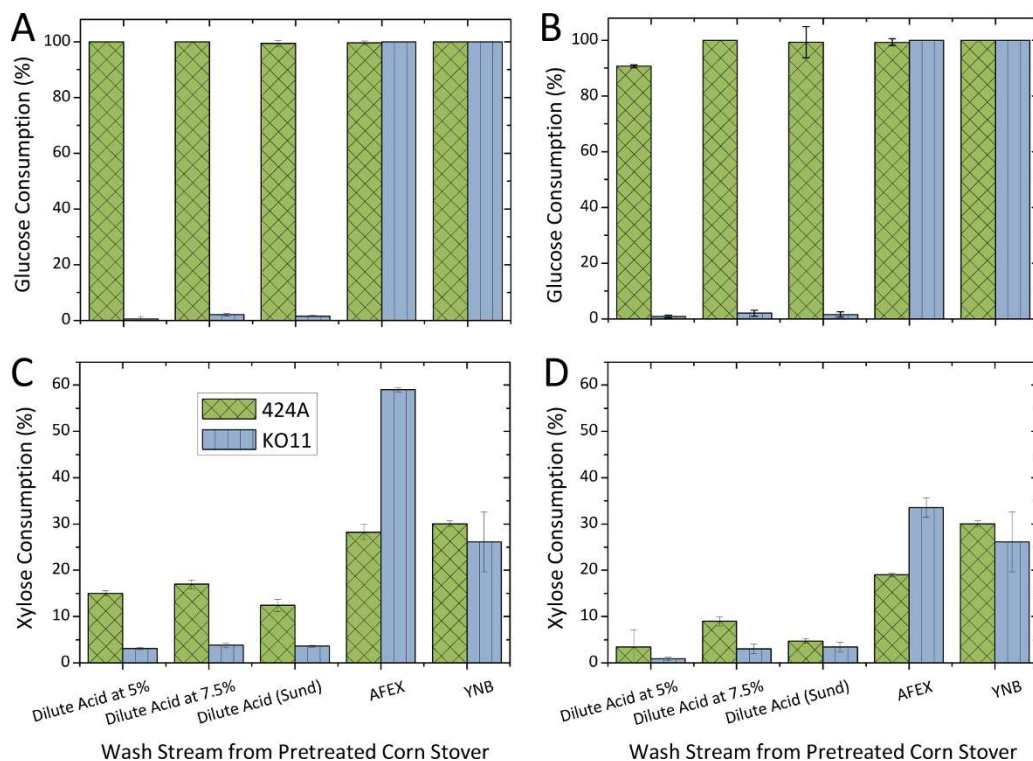 A
Glucose Consumption (%)
100
80
60
40
20
0
B
Glucose Consumption (%)
100
80
60
40
20
0
C
Xylose Consumption (%)
60
50
40
30
20
10
0
424A
KO11
Dilute Acid at 5%
Dilute Acid at 7.5%
Dilute Acid (Sund)
AFEX
YNB
Wash Stream from Pretreated Corn Stover
D
Xylose Consumption (%)
60
50
40
30
20
10
0
Dilute Acid at 5%
Dilute Acid at 7.5%
Dilute Acid (Sund)
AFEX
YNB
Wash Stream from Pretreated Corn Stover